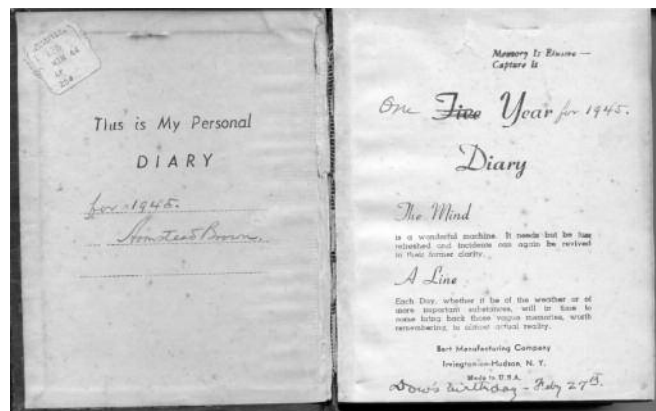 This is My Personal
DIARY
for 1945.
Brown.
Memory Is Elusive —
Capture It
One Five Year for 1945.
Diary
The Mind
is a wonderful machine. It needs but be
refreshed and incidents can again be revived
in their former clarity.
A Line
Each Day, whether it be of the weather or of
more important substances, will in time to
come bring back those vague memories, worth
remembering, to almost actual reality.
Manufacturing Company
Irvington-on-Hudson, N. Y.
Made in U.S.A.
Dow's birthday - Feby 27th.